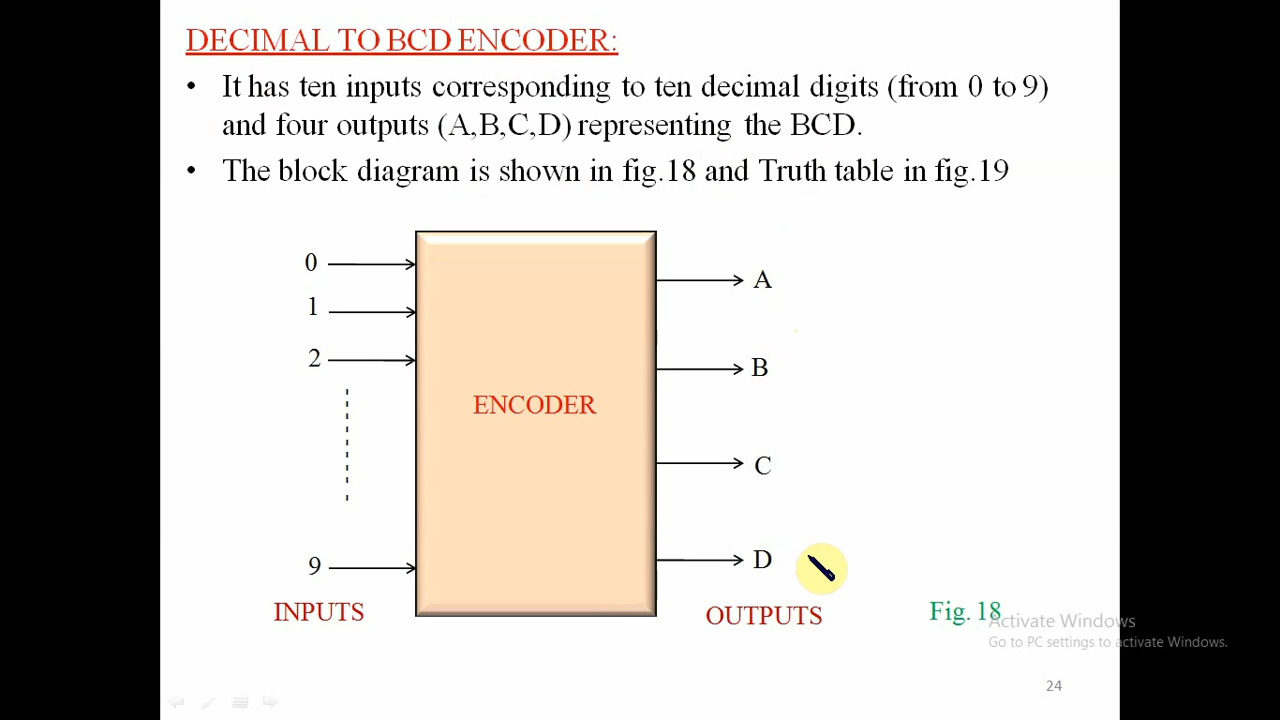 DECIMAL TO BCD ENCODER:
• It has ten inputs corresponding to ten decimal digits (from 0 to 9)
and four outputs (A,B,C,D) representing the BCD.
• The block diagram is shown in fig.18 and Truth table in fig.19
0
A
1
2
B
ENCODER
C
D
9
INPUTS
OUTPUTS
Fig. 18
Activate Windows
Go to PC settings to activate Windows.
24